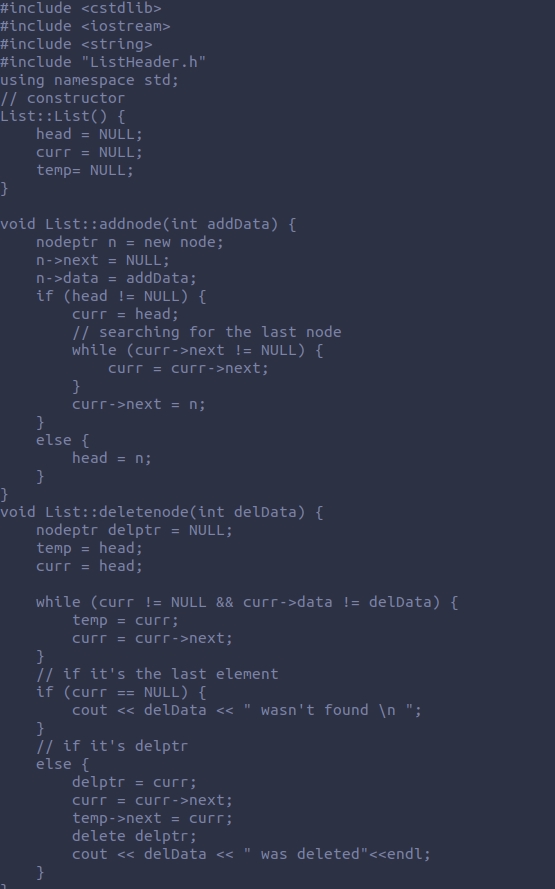 #include <cstdlib>
#include <iostream>
#include <string>
#include "ListHeader.h"
using namespace std;
// constructor
List::List() {
    head = NULL;
    curr = NULL;
    temp= NULL;
}

void List::addnode(int addData) {
    nodeptr n = new node;
    n->next = NULL;
    n->data = addData;
    if (head != NULL) {
        curr = head;
        // searching for the last node
        while (curr->next != NULL) {
            curr = curr->next;
        }
        curr->next = n;
    }
    else {
        head = n;
    }
}
void List::deletenode(int delData) {
    nodeptr delptr = NULL;
    temp = head;
    curr = head;

    while (curr != NULL && curr->data != delData) {
        temp = curr;
        curr = curr->next;
    }
    // if it's the last element
    if (curr == NULL) {
        cout << delData << " wasn't found \n ";
    }
    // if it's delptr
    else {
        delptr = curr;
        curr = curr->next;
        temp->next = curr;
        delete delptr;
        cout << delData << " was deleted"<<endl;
    }
}